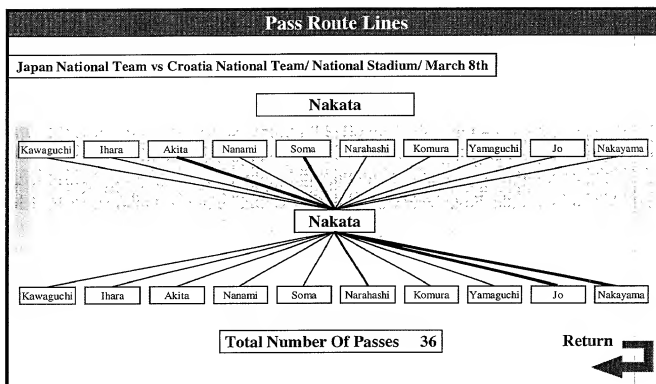 Pass Route Lines
Japan National Team vs Croatia National Team/ National Stadium/ March 8th
Nakata
Kawaguchi Ihara Akita Nanami Soma Narahashi Komura Yamaguchi Jo Nakayama
Nakata
Kawaguchi Ihara Akita Nanami Soma Narahashi Komura Yamaguchi Jo Nakayama
Total Number Of Passes 36
Return